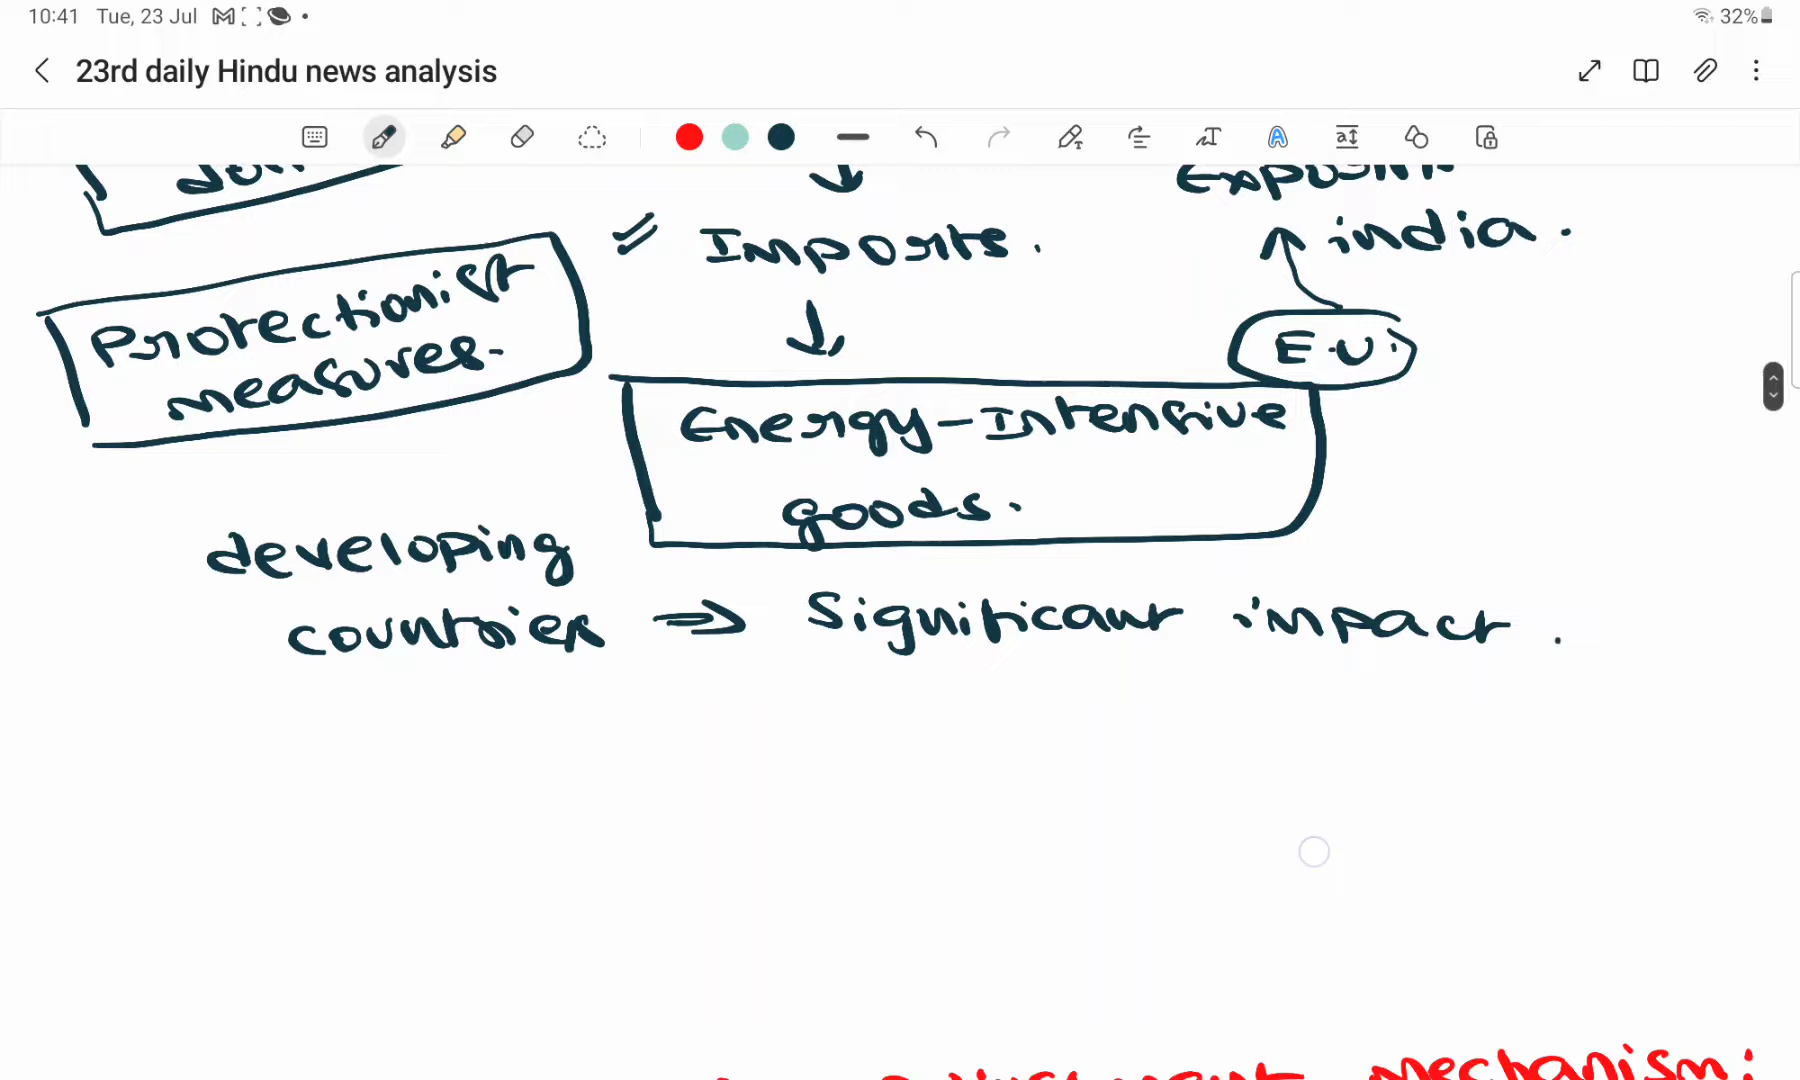 10:41 Tue, 23 Jul 32%
23rd daily Hindu news analysis
Imports.
india.
Protectionist
measures.
E.U.
Energy-Intensive
goods.
developing
countries ⇒ Significant impact.
mechanism: